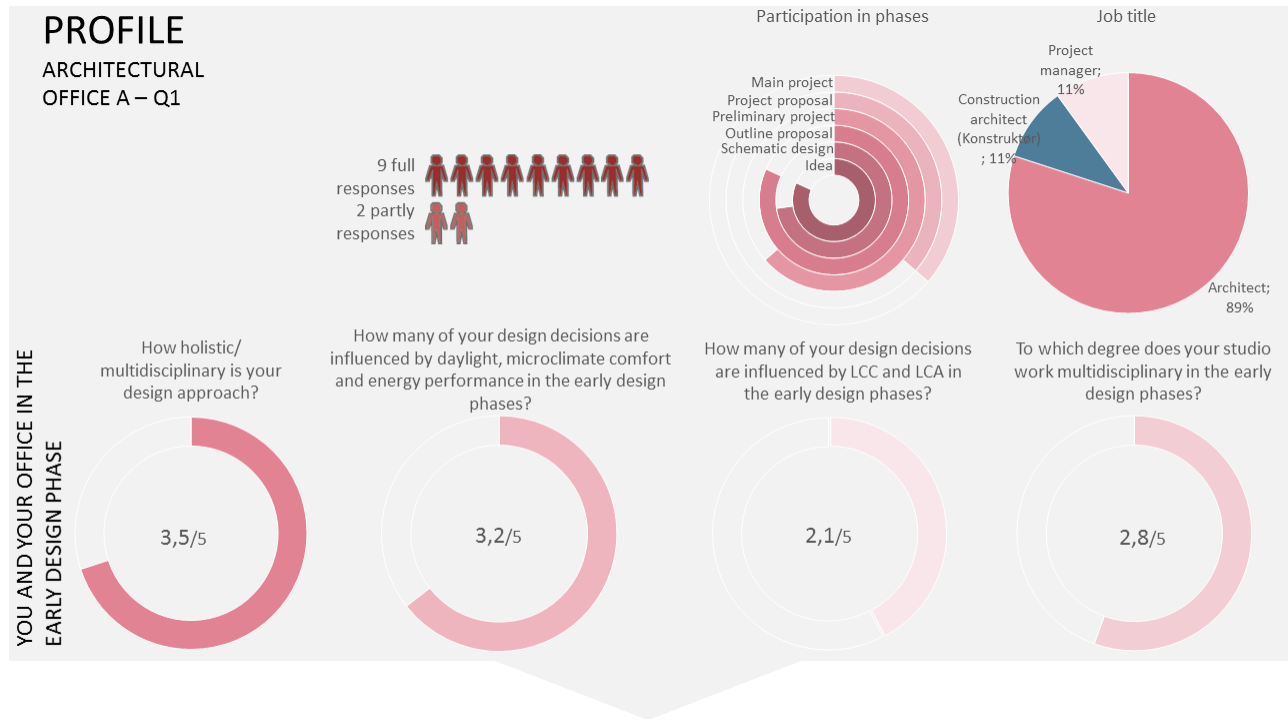 PROFILE
ARCHITECTURAL
OFFICE A – Q1
9 full
responses
2 partly
responses
Participation in phases
Main project
Project proposal
Preliminary project
Outline proposal
Schematic design
Idea
Job title
Project
manager;
11%
Construction
architect
(Konstruktør)
; 11%
Architect;
89%
YOU AND YOUR OFFICE IN THE
EARLY DESIGN PHASE
How holistic/
multidisciplinary is your
design approach?
3,5/5
How many of your design decisions are
influenced by daylight, microclimate comfort
and energy performance in the early design
phases?
3,2/5
How many of your design decisions
are influenced by LCC and LCA in
the early design phases?
2,1/5
To which degree does your studio
work multidisciplinary in the early
design phases?
2,8/5